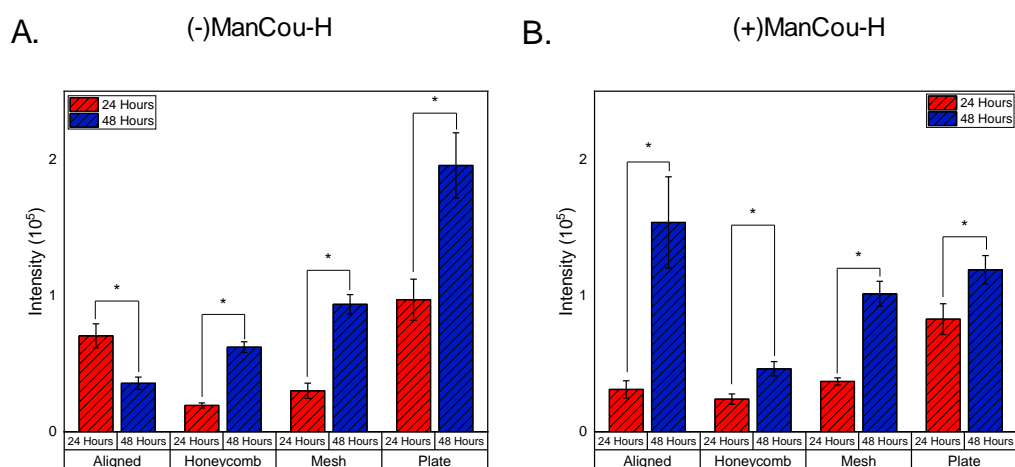 A.
(-)ManCou-H
24 Hours
48 Hours
Intensity (10⁵)
2
1
0
*
*
*
*
24 Hours 48 Hours 24 Hours 48 Hours 24 Hours 48 Hours 24 Hours 48 Hours
Aligned Honeycomb Mesh Plate
B.
(+)ManCou-H
24 Hours
48 Hours
Intensity (10⁵)
2
1
0
*
*
*
*
24 Hours 48 Hours 24 Hours 48 Hours 24 Hours 48 Hours 24 Hours 48 Hours
Aligned Honeycomb Mesh Plate